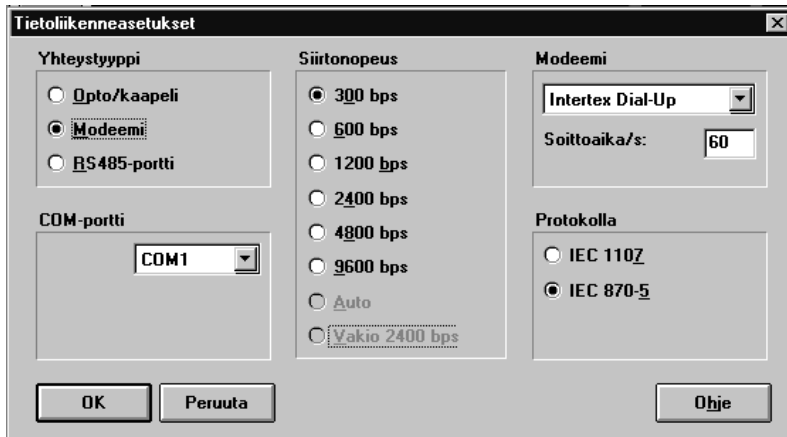 Tietoliikenneasetukset
Yhteystyyppi
Opto/kaapeli
Modeemi
RS485-portti
COM-portti
COM1
Siirtonopeus
300 bps
600 bps
1200 bps
2400 bps
4800 bps
9600 bps
Auto
Vakio 2400 bps
Modeemi
Intertex Dial-Up
Soittoaika/s: 60
Protokolla
IEC 1107
IEC 870-5
OK
Peruuta
Ohje